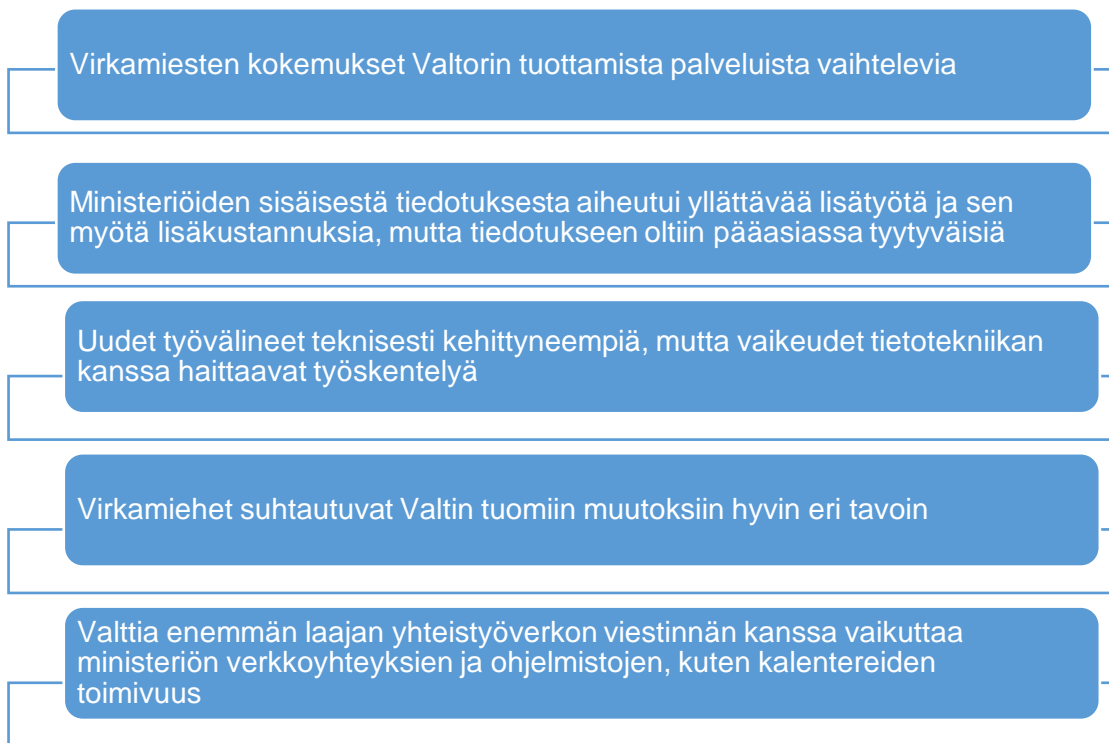 Virkamiesten kokemukset Valtorin tuottamista palveluista vaihtelevia
Ministeriöiden sisäisestä tiedotuksesta aiheutui yllättävää lisätyötä ja sen
myötä lisäkustannuksia, mutta tiedotukseen oltiin pääasiassa tyytyväisiä
Uudet työvälineet teknisesti kehittyneempiä, mutta vaikeudet tietotekniikan
kanssa haittaavat työskentelyä
Virkamiehet suhtautuvat Valtin tuomiin muutoksiin hyvin eri tavoin
Valttia enemmän laajan yhteistyöverkon viestinnän kanssa vaikuttaa
ministeriön verkkoyhteyksien ja ohjelmistojen, kuten kalentereiden
toimivuus